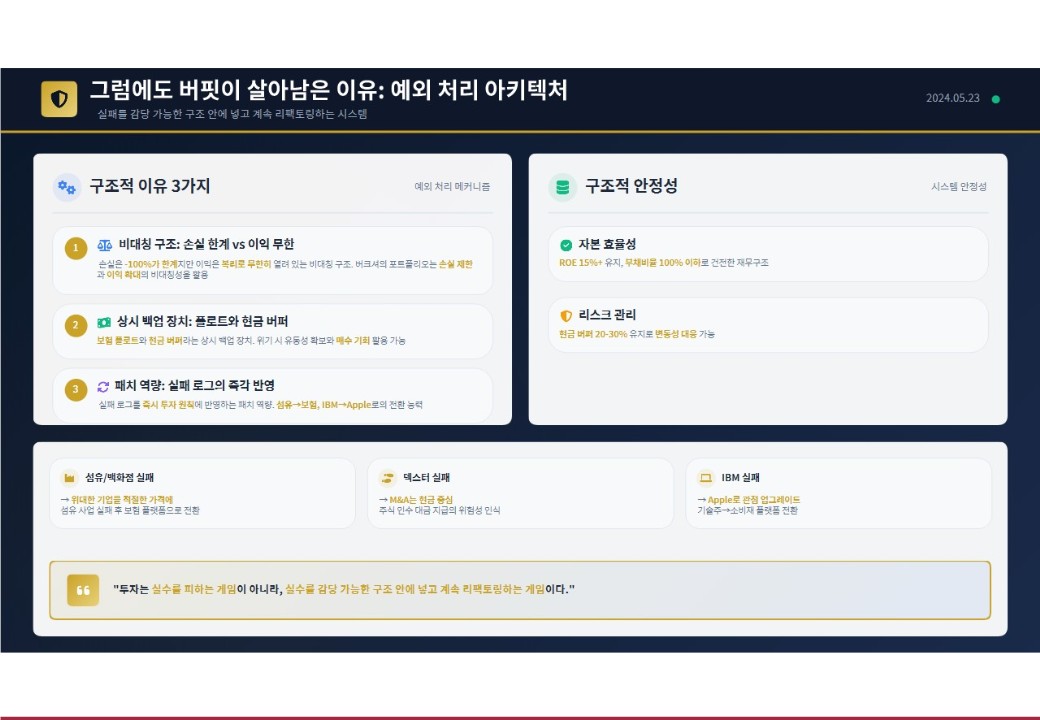 그럼에도 버핏이 살아남은 이유: 예외 처리 아키텍처
실패를 감당 가능한 구조 안에 넣고 계속 리팩토링하는 시스템
2024.05.23
구조적 이유 3가지
예외 처리 메커니즘
1
비대칭 구조: 손실 한계 vs 이익 무한
손실은 -100%가 한계지만 이익은 복리로 무한히 열려 있는 비대칭 구조. 버크셔의 포트폴리오는 손실 제한
과 이익 확대의 비대칭성을 활용
2
상시 백업 장치: 플로트와 현금 버퍼
보험 플로트와 현금 버퍼라는 상시 백업 장치. 위기 시 유동성 확보와 매수 기회 활용 가능
3
패치 역량: 실패 로그의 즉각 반영
실패 로그를 즉시 투자 원칙에 반영하는 패치 역량. 섬유→보험, IBM→Apple로의 전환 능력
구조적 안정성
시스템 안정성
자본 효율성
ROE 15%+ 유지, 부채비율 100% 이하로 건전한 재무구조
리스크 관리
현금 버퍼 20-30% 유지로 변동성 대응 가능
섬유/백화점 실패
→ 위대한 기업을 적절한 가격에
섬유 사업 실패 후 보험 플랫폼으로 전환
덱스터 실패
→ M&A는 현금 중심
주식 인수 대금 지급의 위험성 인식
IBM 실패
→ Apple로 관점 업그레이드
기술주→소비재 플랫폼 전환
"투자는 실수를 피하는 게임이 아니라, 실수를 감당 가능한 구조 안에 넣고 계속 리팩토링하는 게임이다."